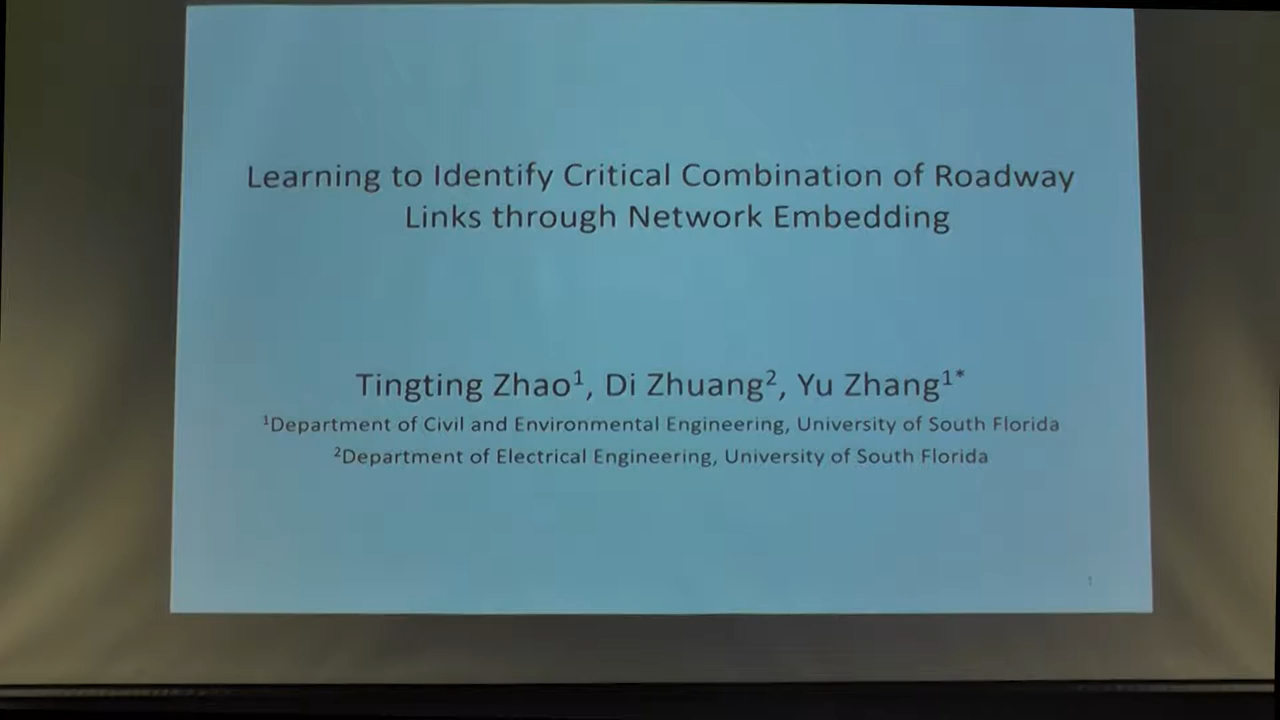 Learning to Identify Critical Combination of Roadway
Links through Network Embedding
Tingting Zhao¹, Di Zhuang², Yu Zhang¹*
¹Department of Civil and Environmental Engineering, University of South Florida
²Department of Electrical Engineering, University of South Florida
1